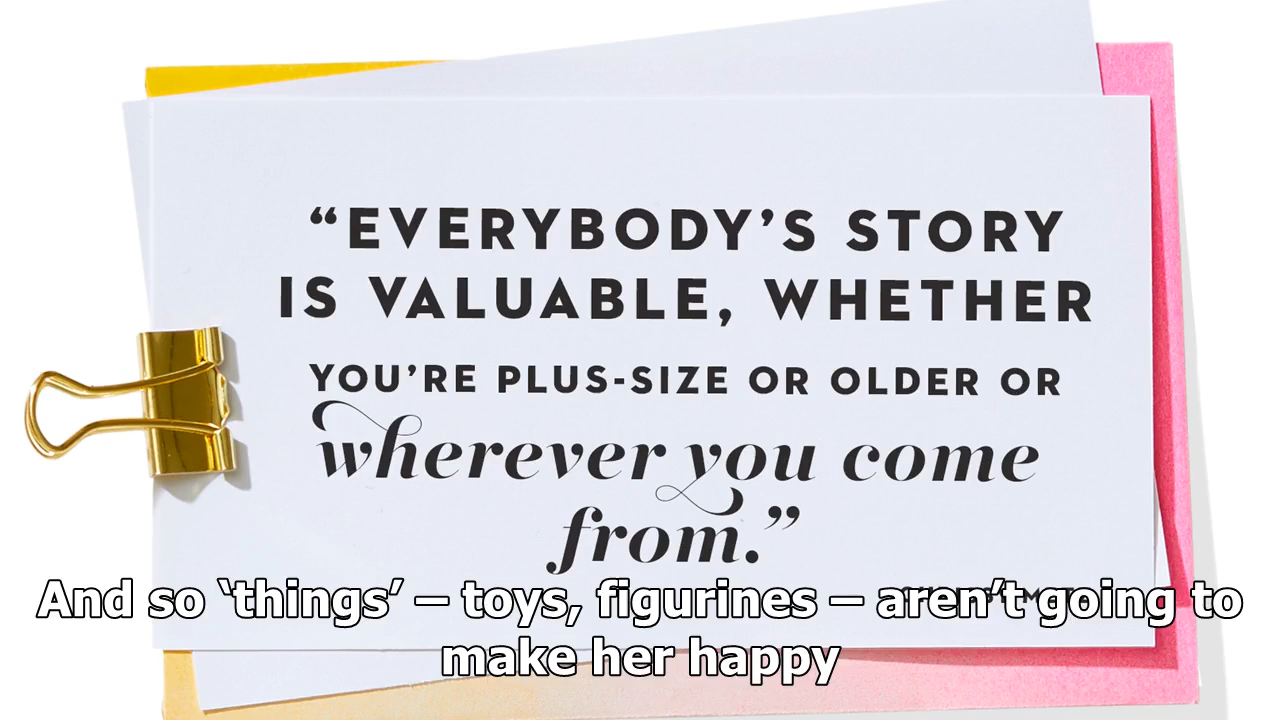 “EVERYBODY’S STORY
IS VALUABLE, WHETHER
YOU’RE PLUS-SIZE OR OLDER OR
wherever you come
from.”
And so ‘things’ – toys, figurines – aren’t going to
make her happy